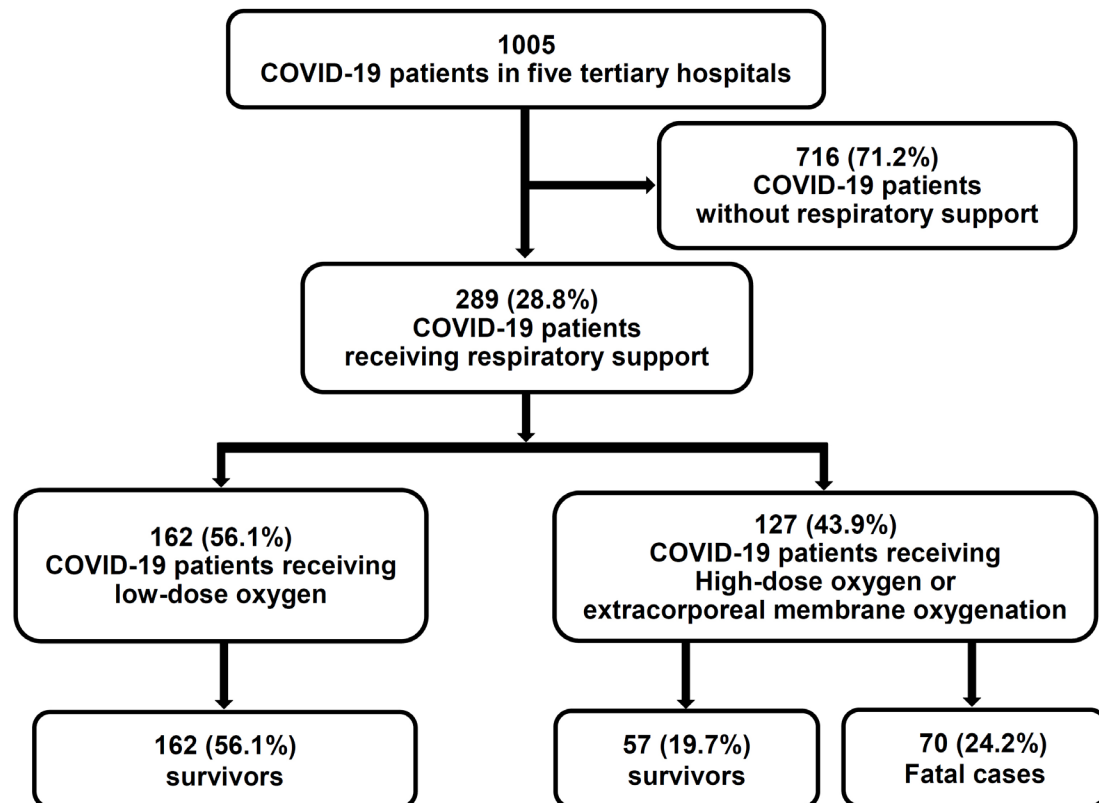 1005
COVID-19 patients in five tertiary hospitals
716 (71.2%)
COVID-19 patients
without respiratory support
289 (28.8%)
COVID-19 patients
receiving respiratory support
162 (56.1%)
COVID-19 patients receiving
low-dose oxygen
127 (43.9%)
COVID-19 patients receiving
High-dose oxygen or
extracorporeal membrane oxygenation
162 (56.1%)
survivors
57 (19.7%)
survivors
70 (24.2%)
Fatal cases